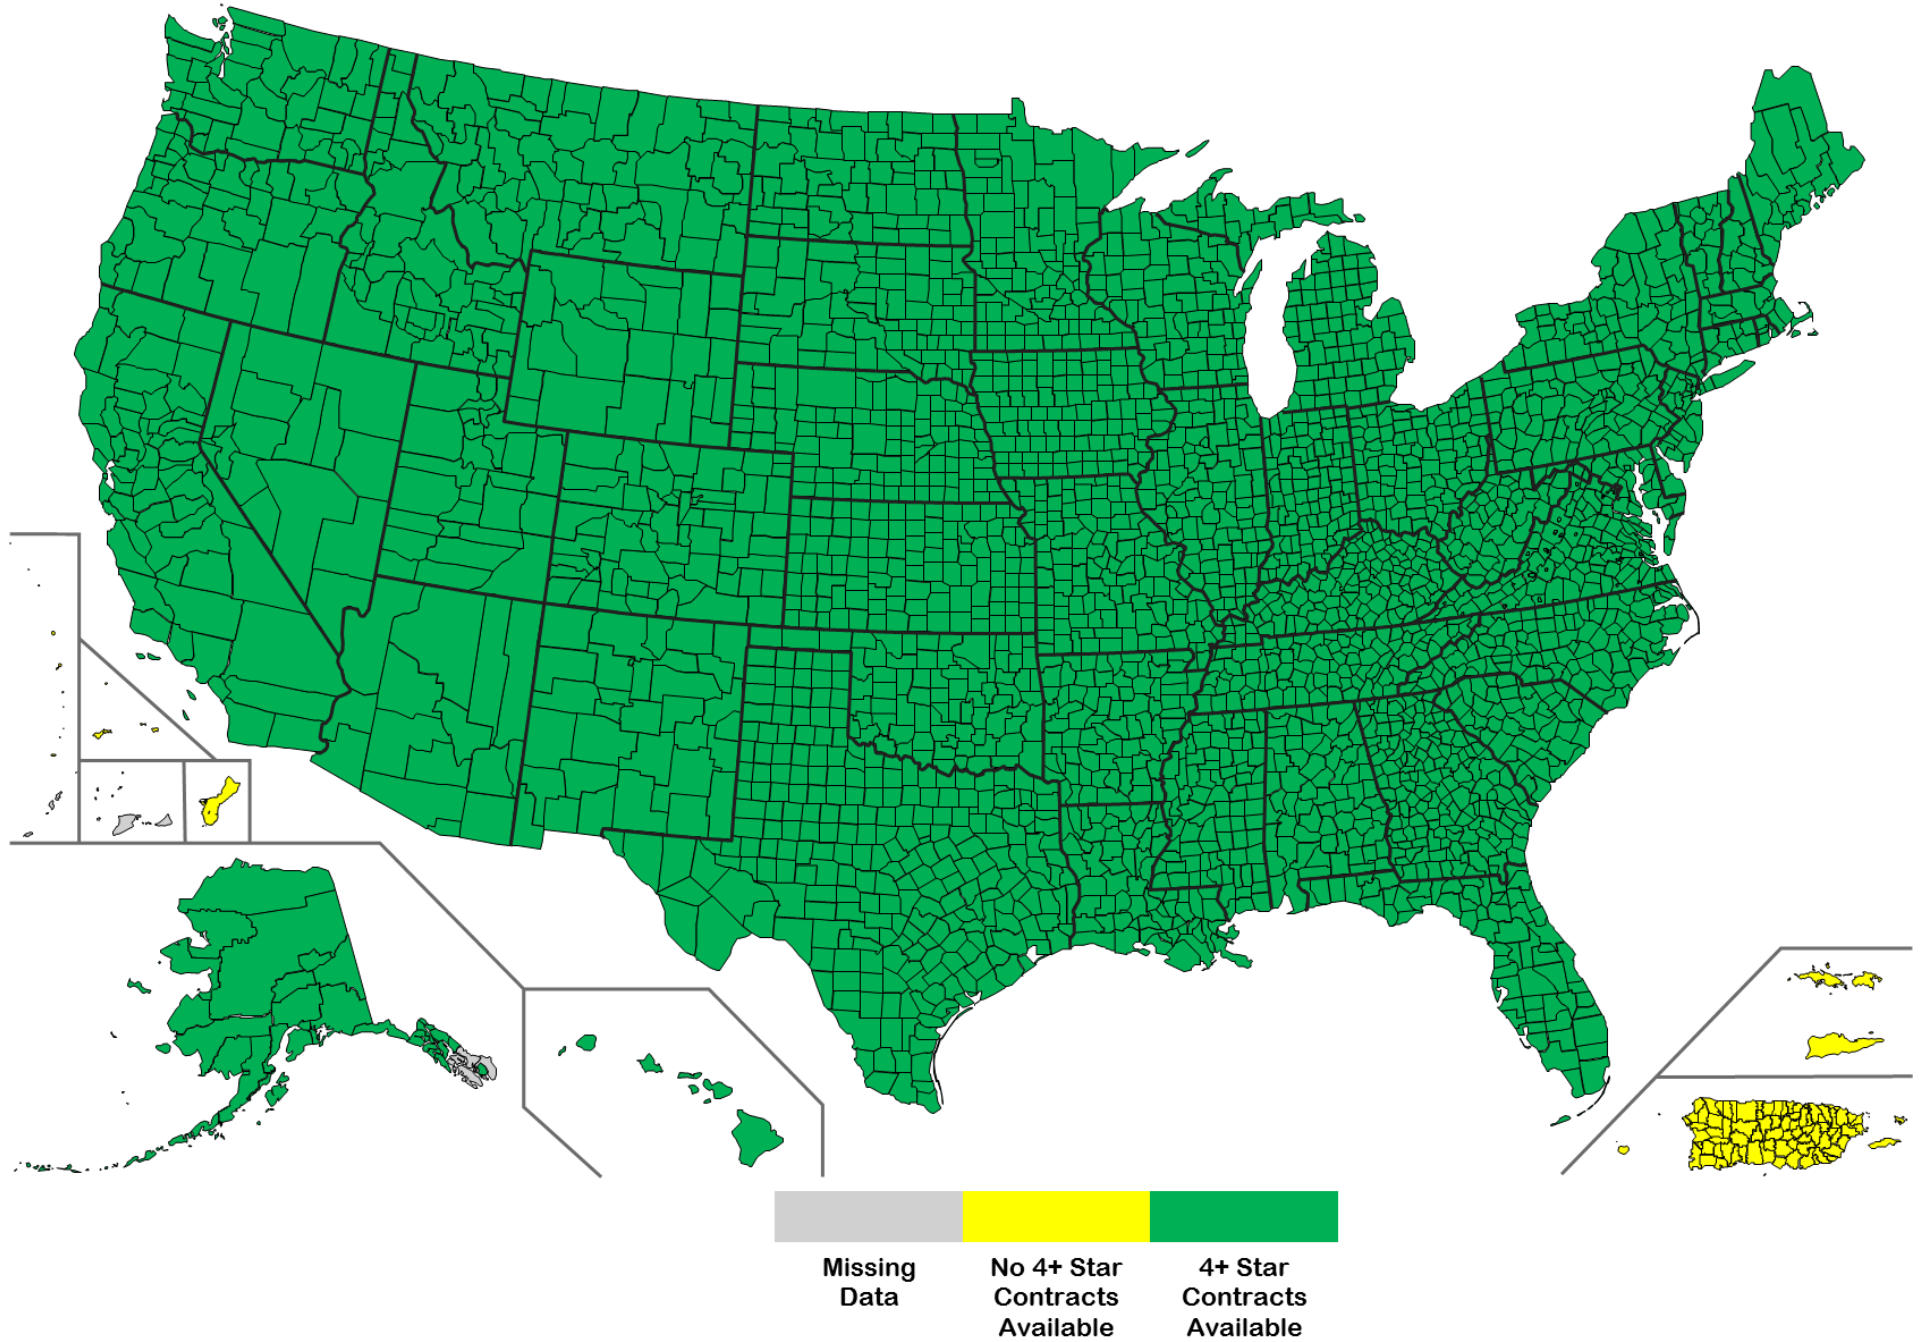 Missing
Data
No 4+ Star
Contracts
Available
4+ Star
Contracts
Available